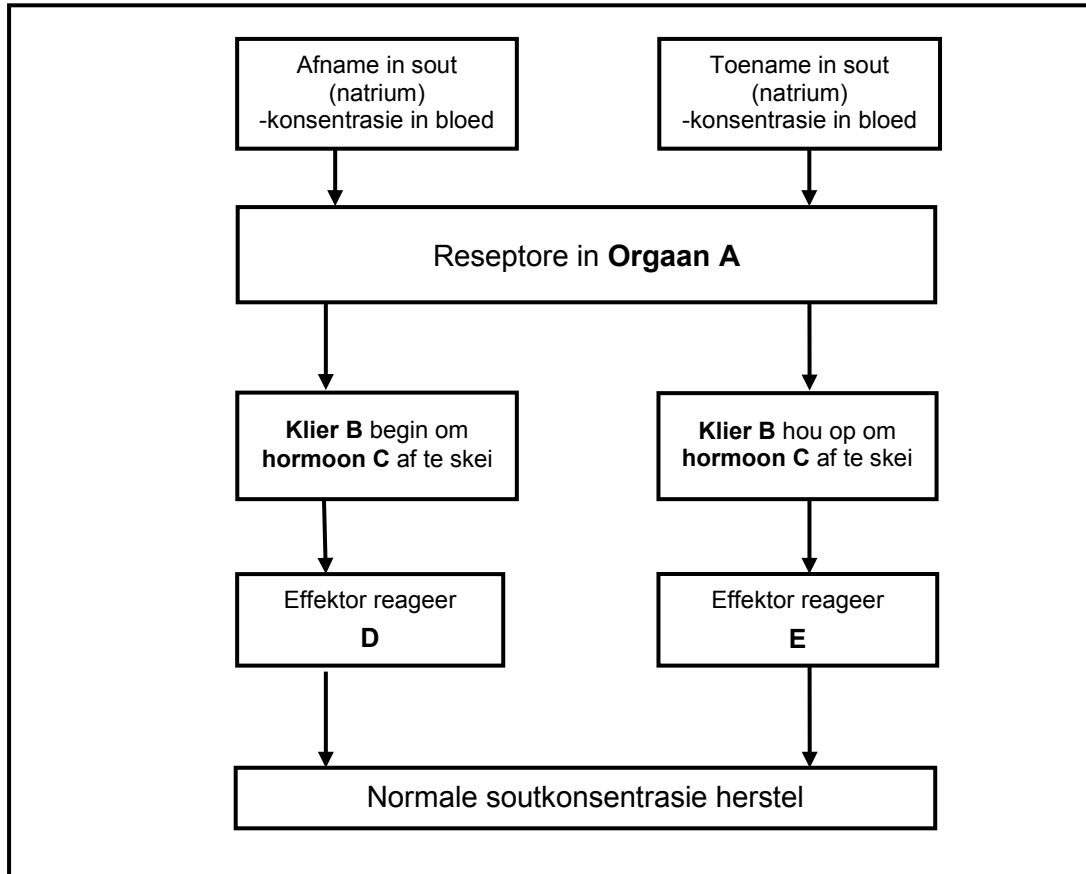 Afname in sout
(natrium)
-konsentrasie in bloed
Toename in sout
(natrium)
-konsentrasie in bloed
Reseptore in Orgaan A
Klier B begin om
hormoon C af te skei
Klier B hou op om
hormoon C af te skei
Effektor reageer
D
Effektor reageer
E
Normale soutkonsentrasie herstel